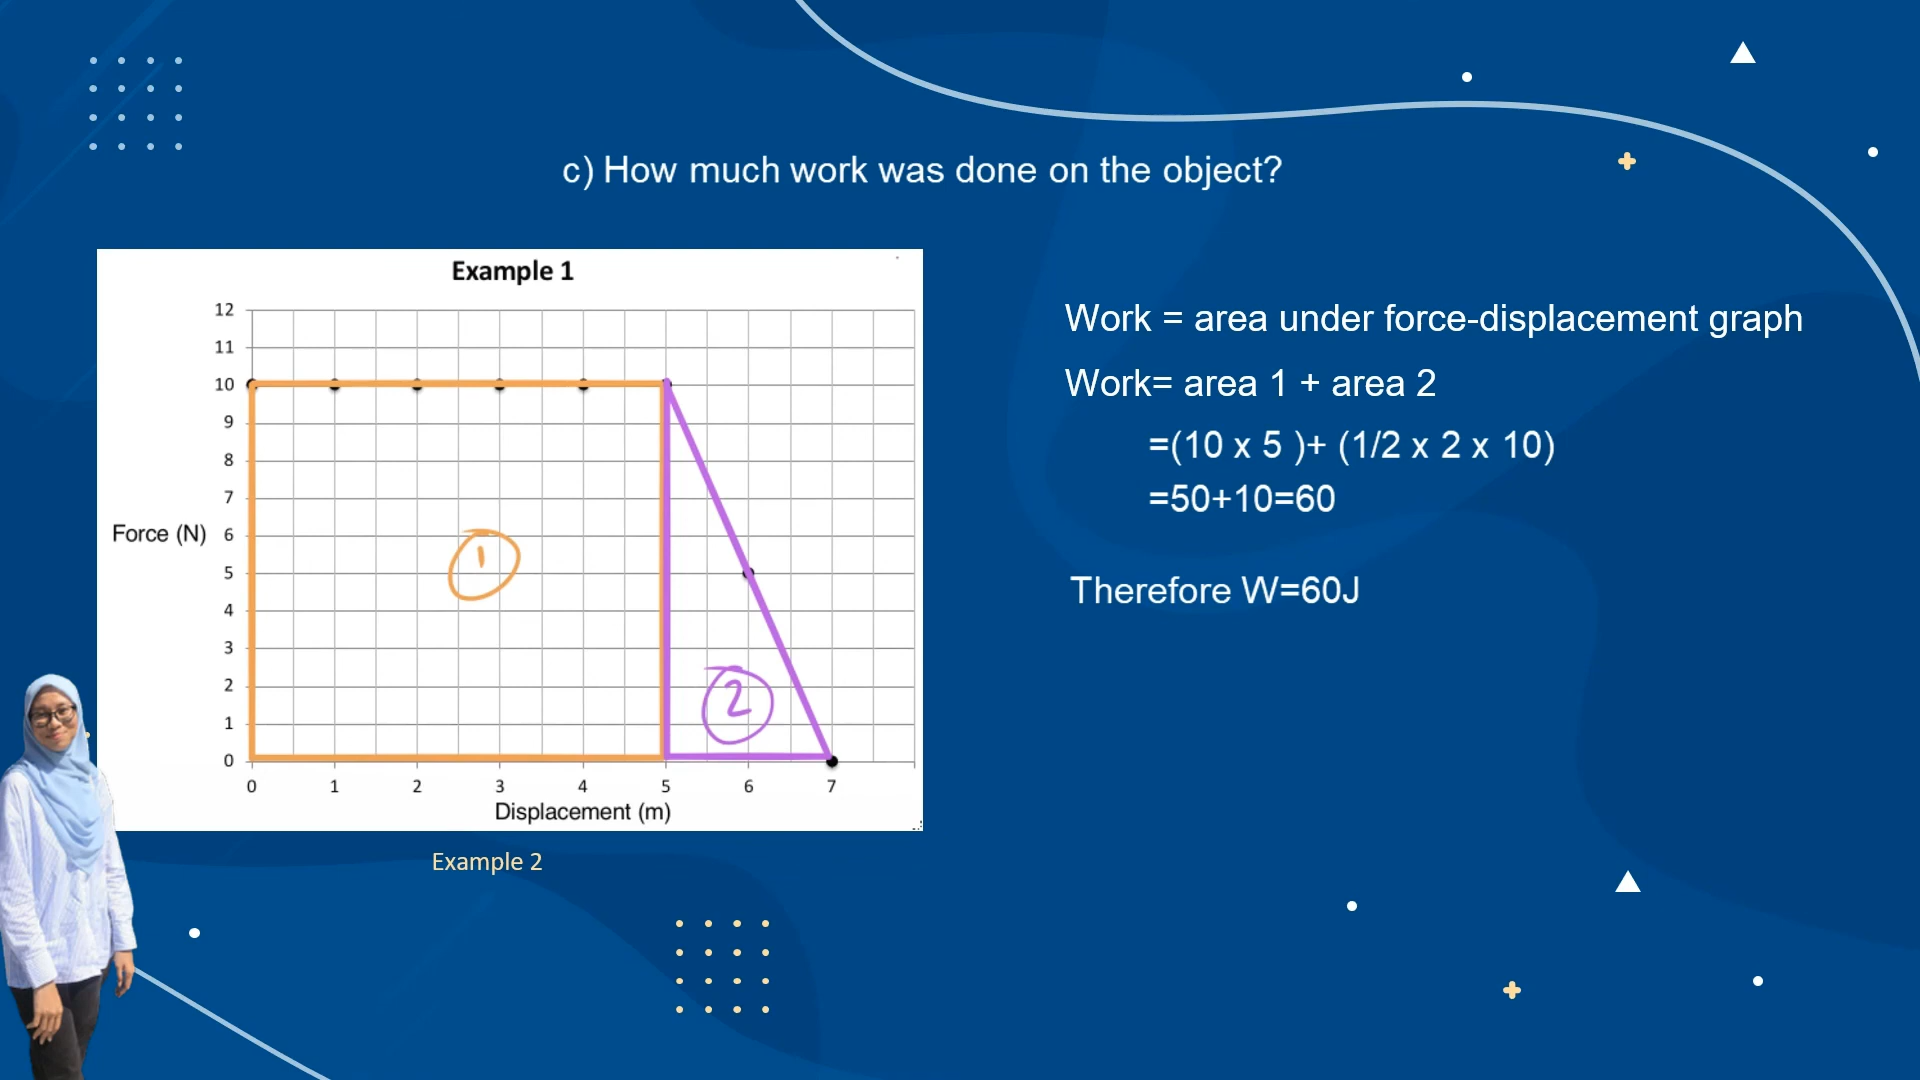 c) How much work was done on the object?
Example 1
12
11
10
9
8
7
Force (N) 6
5
4
3
2
1
0
0 1 2 3 4 5 6 7
Displacement (m)
1
2
Example 2
Work = area under force-displacement graph
Work= area 1 + area 2
=(10 x 5 )+ (1/2 x 2 x 10)
=50+10=60
Therefore W=60J